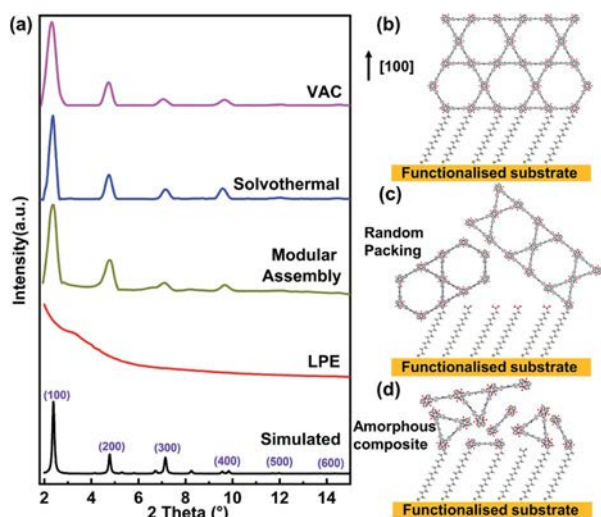 (a)
Intensity(a.u.)
VAC
Solvothermal
Modular
Assembly
LPE
Simulated
(100)
(200)
(300)
(400)
(500)
(600)
2 4 6 8 10 12 14
2 Theta (°)
(b)
[100]
Functionalised substrate
(c)
Random
Packing
Functionalised substrate
(d)
Amorphous
composite
Functionalised substrate